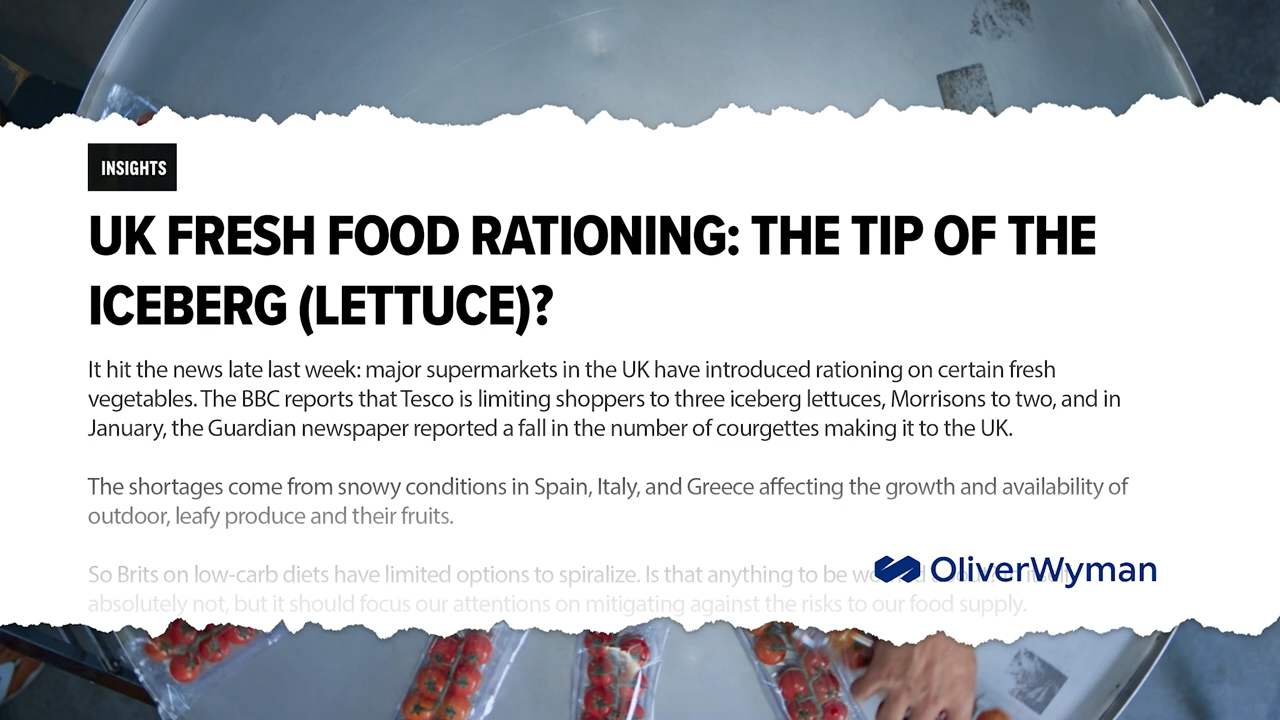 INSIGHTS
UK FRESH FOOD RATIONING: THE TIP OF THE
ICEBERG (LETTUCE)?
It hit the news late last week: major supermarkets in the UK have introduced rationing on certain fresh
vegetables. The BBC reports that Tesco is limiting shoppers to three iceberg lettuces, Morrisons to two, and in
January, the Guardian newspaper reported a fall in the number of courgettes making it to the UK.
The shortages come from snowy conditions in Spain, Italy, and Greece affecting the growth and availability of
outdoor, leafy produce and their fruits.
So Brits on low-carb diets have limited options to spiralize. Is that anything to be
absolutely not, but it should focus our attentions on mitigating against the risks to our food supply.
OliverWyman